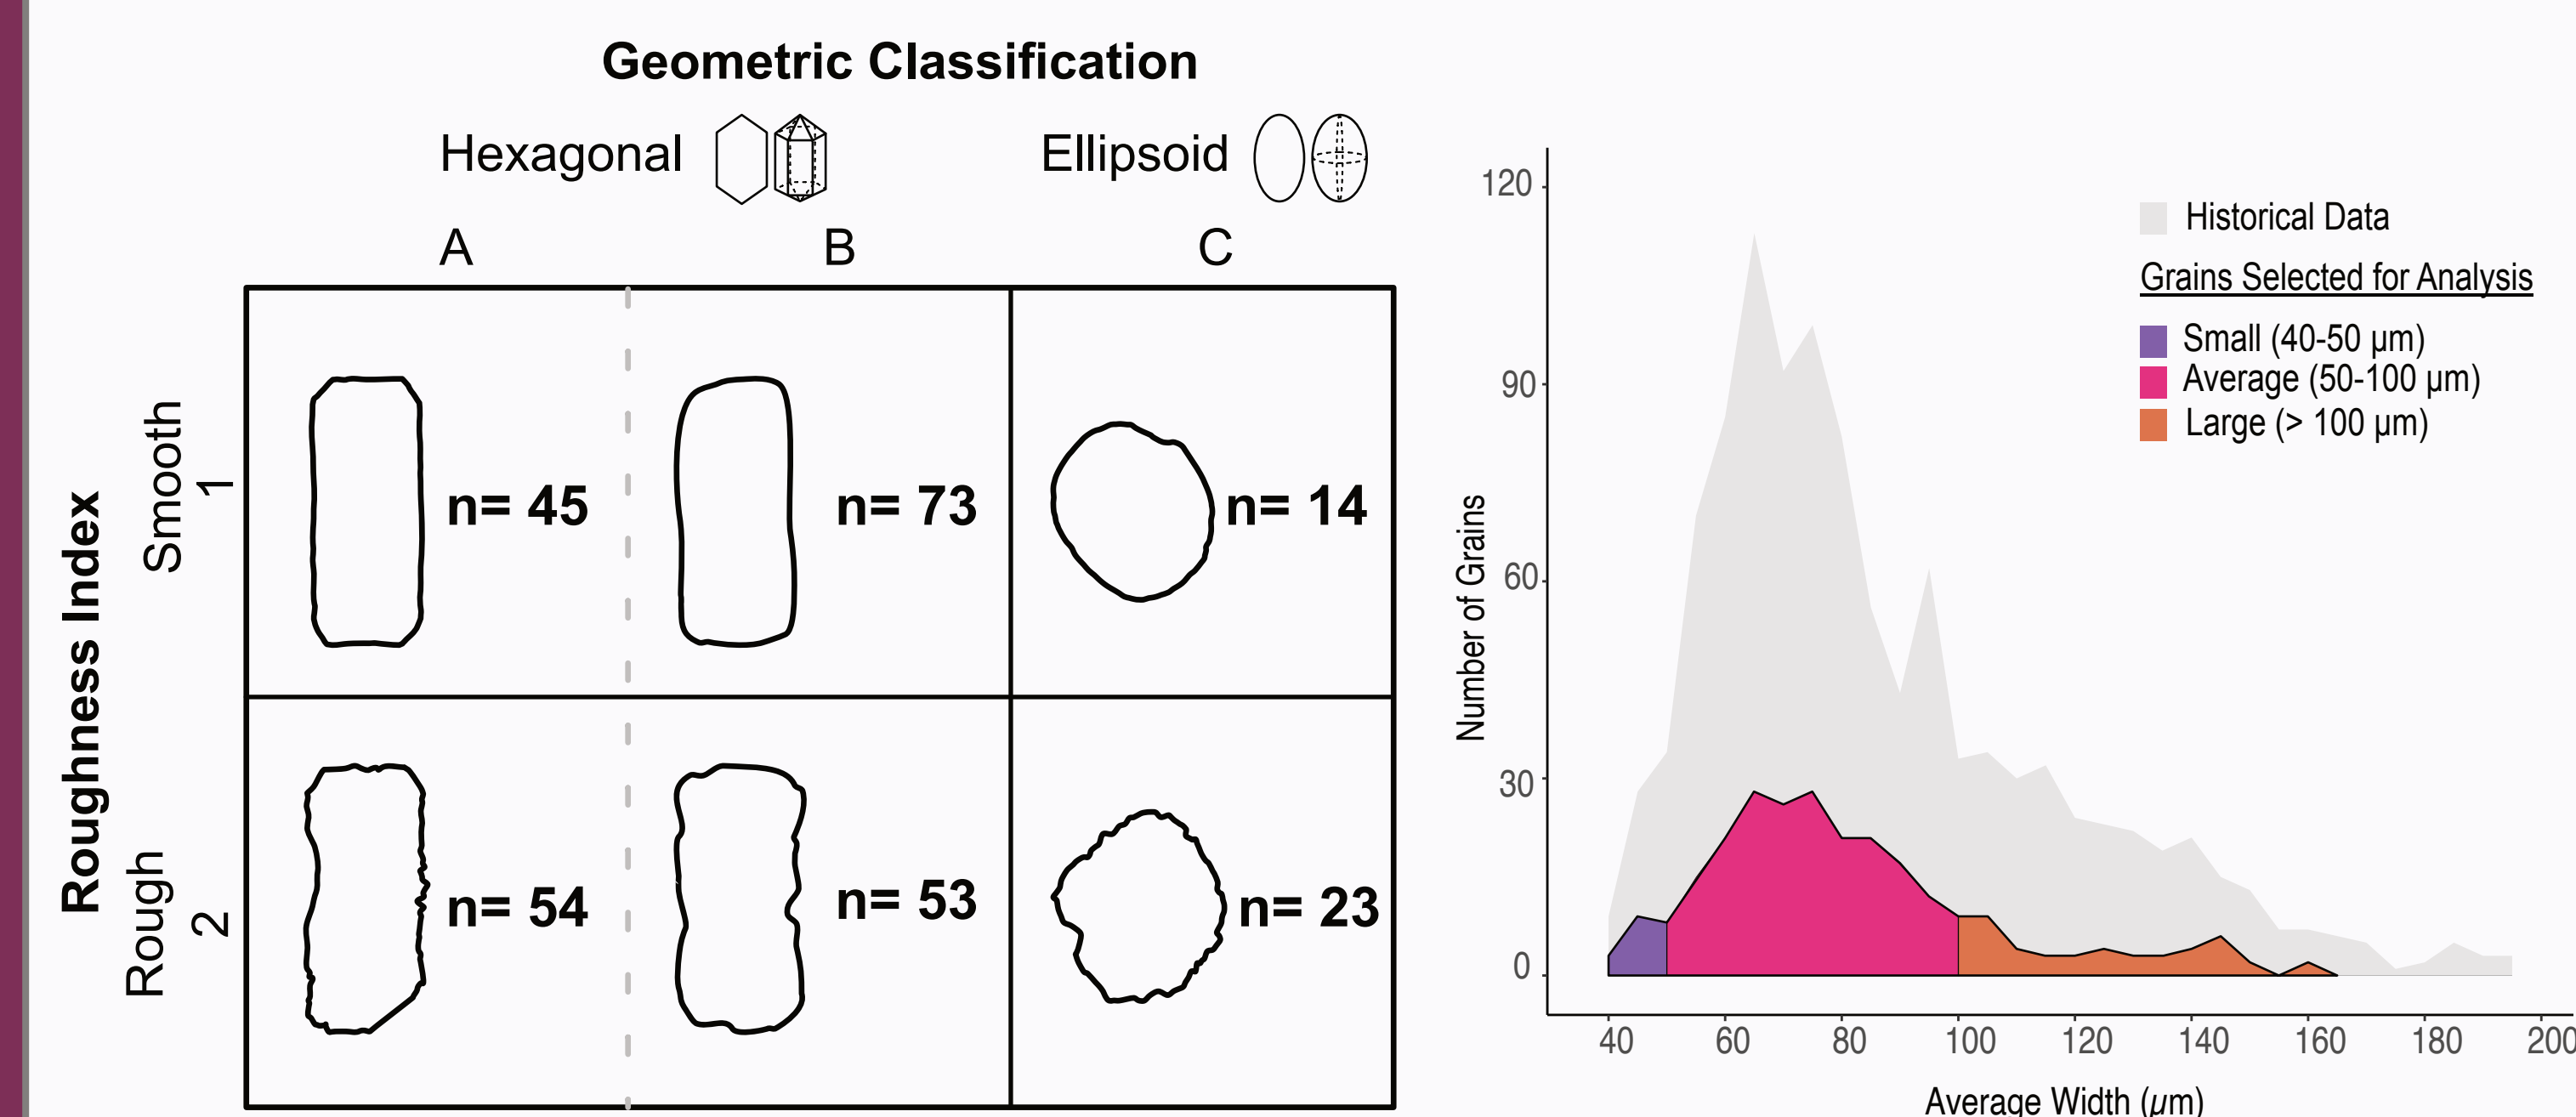 Geometric Classification
Hexagonal
Ellipsoid
A
B
C
Roughness Index
Smooth
1
n= 45
n= 73
n= 14
Rough
2
n= 54
n= 53
n= 23
Number of Grains
120
90
60
30
0
Historical Data
Grains Selected for Analysis
Small (40-50 µm)
Average (50-100 µm)
Large (> 100 µm)
40 60 80 100 120 140 160 180 200
Average Width (µm)